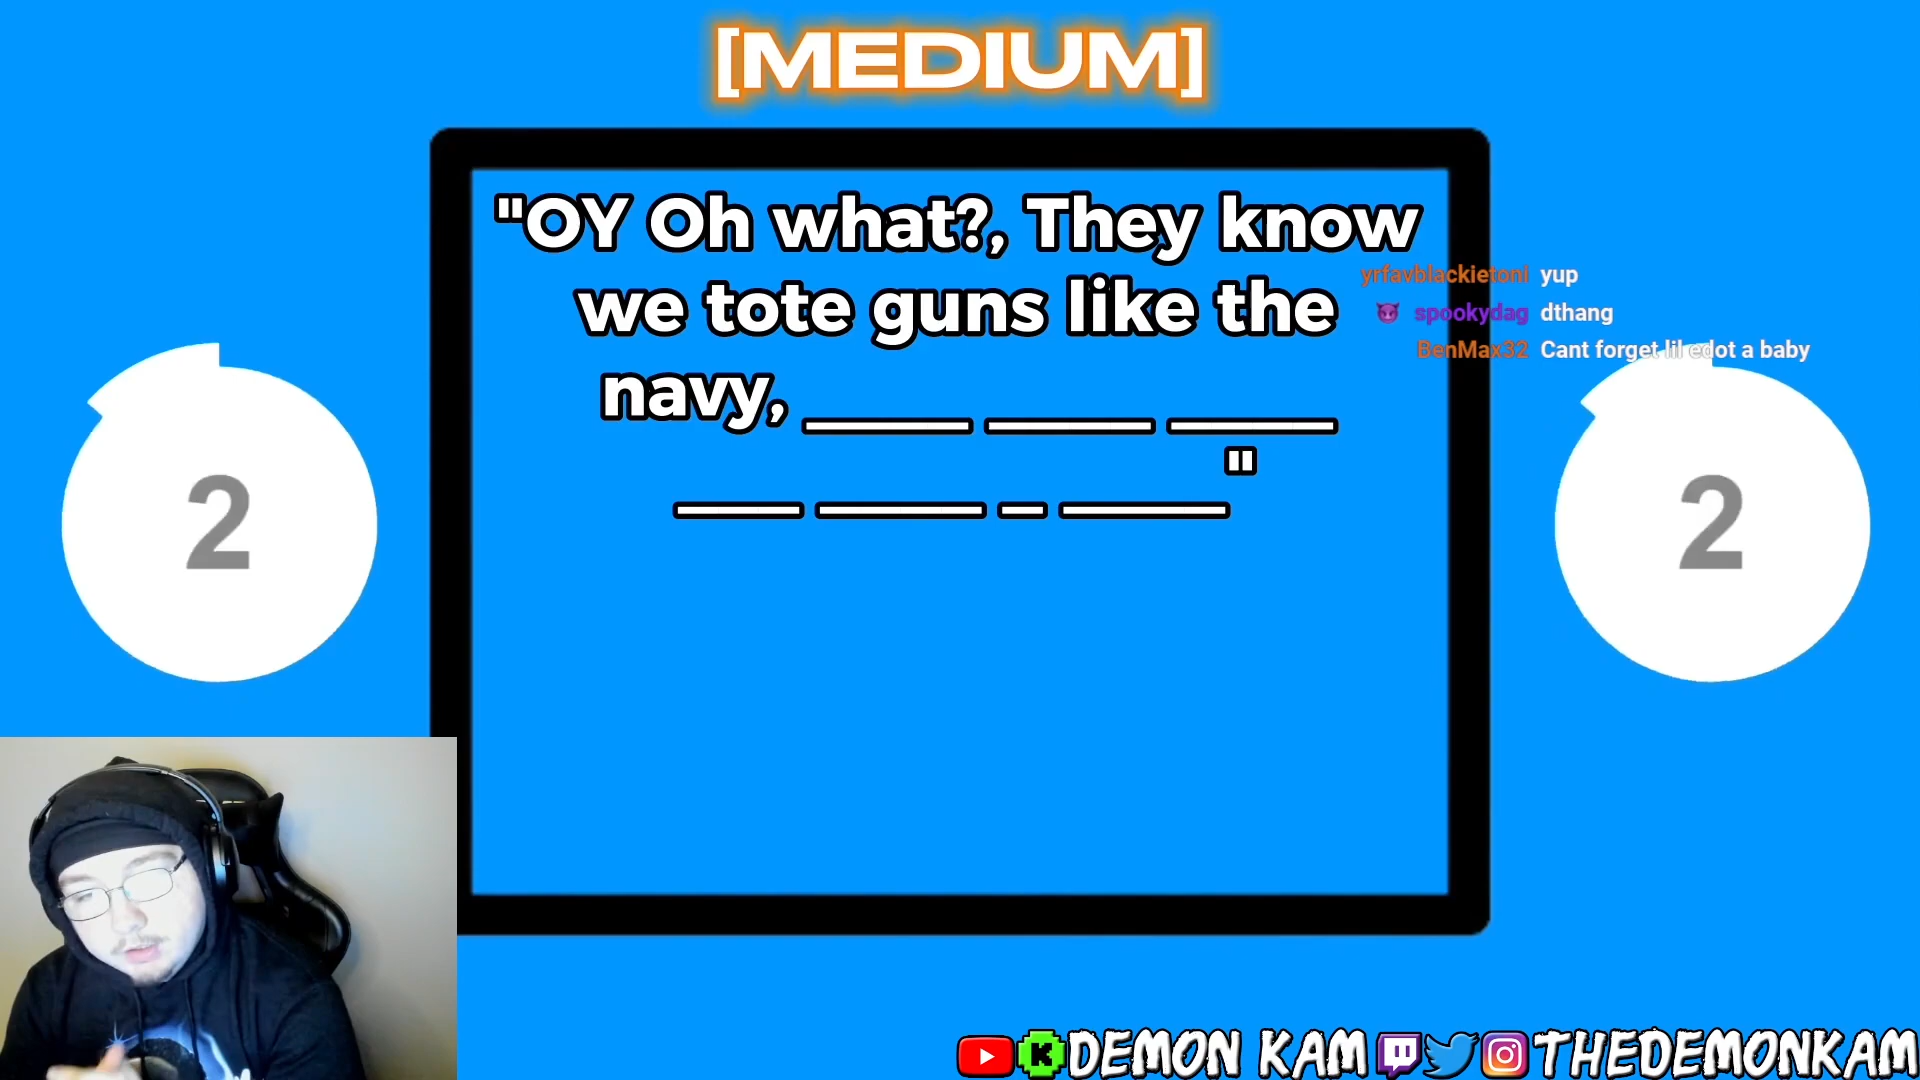 [MEDIUM]
"OY Oh what?, They know
we tote guns like the
navy, ____ ____ ____
___ ____ _ ____"
yrfavblackietoni yup
spookydag dthang
BenMax32 Cant forget lil edot a baby
2
2
K DEMON KAM THEDEMONKAM